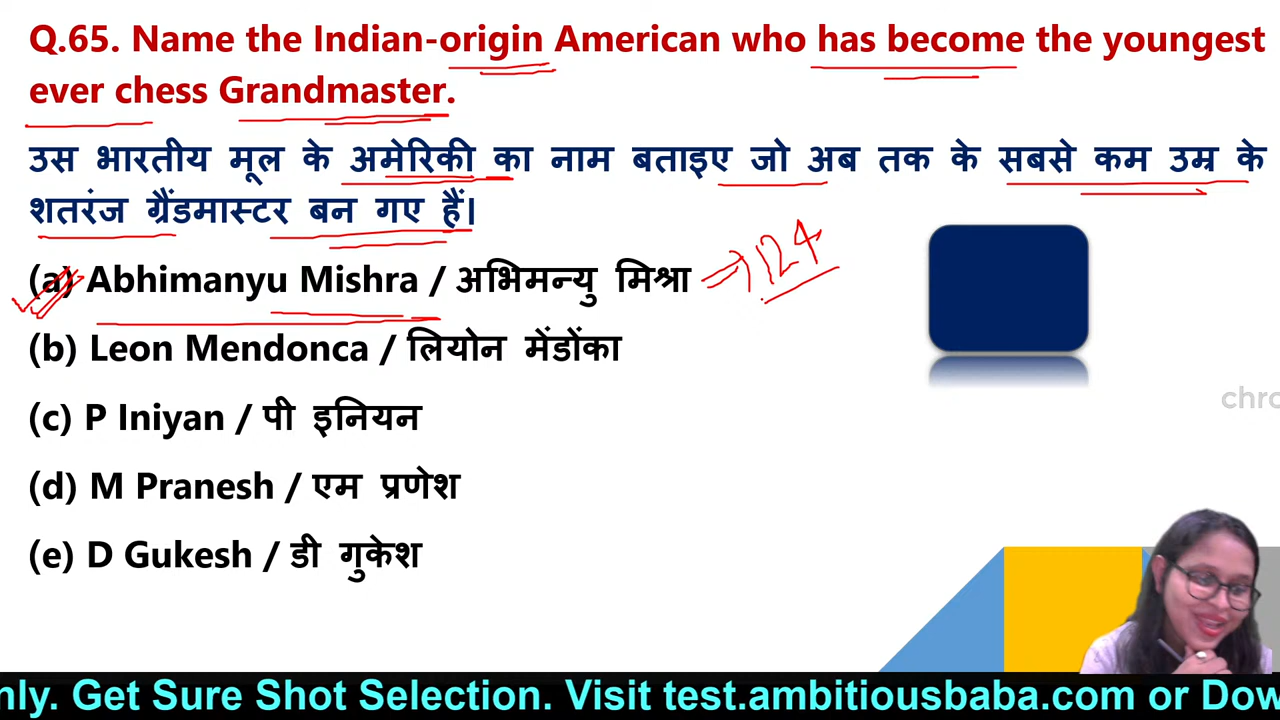 Q.65. Name the Indian-origin American who has become the youngest
ever chess Grandmaster.
उस भारतीय मूल के अमेरिकी का नाम बताइए जो अब तक के सबसे कम उम्र के
शतरंज ग्रैंडमास्टर बन गए हैं।
(a) Abhimanyu Mishra / अभिमन्यु मिश्रा
(b) Leon Mendonca / लियोन मेंडोंका
(c) P Iniyan / पी इनियन
(d) M Pranesh / एम प्रणेश
(e) D Gukesh / डी गुकेश
chro
nly. Get Sure Shot Selection. Visit test.ambitiousbaba.com or Dow